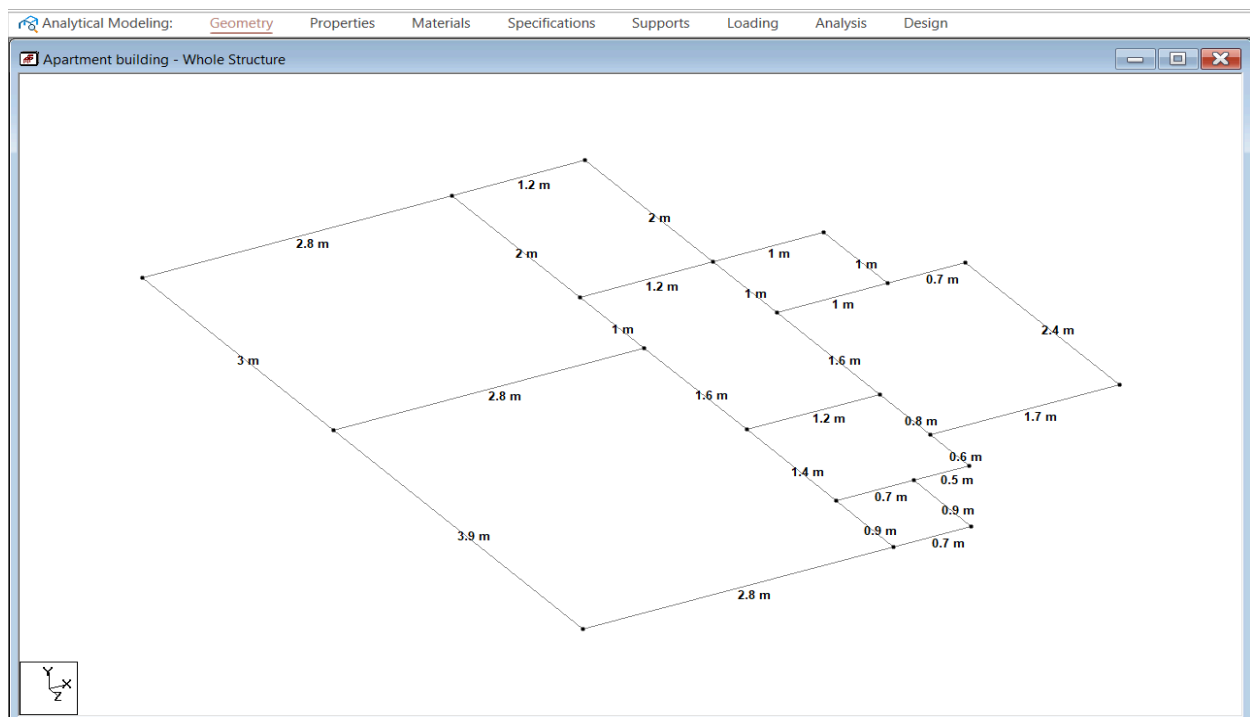 Analytical Modeling: Geometry Properties Materials Specifications Supports Loading Analysis Design
Apartment building - Whole Structure
1.2 m
2 m
2.8 m
2 m
1 m
1 m
0.7 m
1.2 m
1 m
1 m
1 m
2.4 m
3 m
1.6 m
2.8 m
1.6 m
1.2 m
0.8 m
1.7 m
0.6 m
1.4 m
0.5 m
0.7 m
0.9 m
3.9 m
0.9 m
0.7 m
2.8 m
Y
X
Z